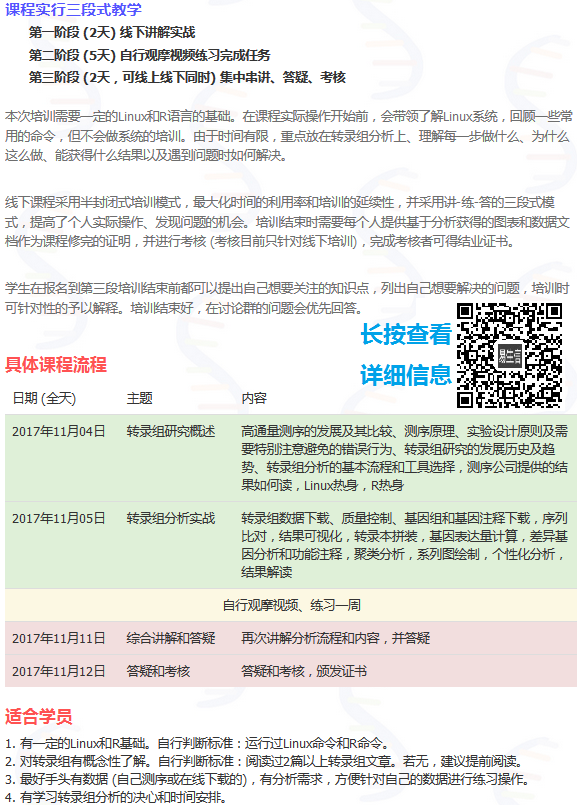 课程实行三段式教学
第一阶段 (2天) 线下讲解实战
第二阶段 (5天) 自行观摩视频练习完成任务
第三阶段 (2天，可线上线下同时) 集中串讲、答疑、考核
本次培训需要一定的Linux和R语言的基础。在课程实际操作开始前，会带领了解Linux系统，回顾一些常
用的命令，但不会做系统的培训。由于时间有限，重点放在转录组分析上、理解每一步做什么、为什么
这么做、能获得什么结果以及遇到问题时如何解决。
线下课程采用半封闭式培训模式，最大化时间的利用率和培训的延续性，并采用讲-练-答的三段式模
式，提高了个人实际操作、发现问题的机会。培训结束时需要每个人提供基于分析获得的图表和数据文
档作为课程修完的证明，并进行考核 (考核目前只针对线下培训)，完成考核者可得结业证书。
学生在报名到第三段培训结束前都可以提出自己想要关注的知识点，列出自己想要解决的问题，培训时
可针对性的予以解释。培训结束好，在讨论群的问题会优先回答。
长按查看
详细信息
易生信
具体课程流程
日期 (全天) 主题 内容
2017年11月04日 转录组研究概述 高通量测序的发展及其比较、测序原理、实验设计原则及需
要特别注意避免的错误行为、转录组研究的发展历史及趋
势、转录组分析的基本流程和工具选择，测序公司提供的结
果如何读，Linux热身，R热身
2017年11月05日 转录组分析实战 转录组数据下载、质量控制、基因组和基因注释下载，序列
比对，结果可视化，转录本拼装，基因表达量计算，差异基
因分析和功能注释，聚类分析，系列图绘制，个性化分析，
结果解读
自行观摩视频、练习一周
2017年11月11日 综合讲解和答疑 再次讲解分析流程和内容，并答疑
2017年11月12日 答疑和考核 答疑和考核，颁发证书
适合学员
1. 有一定的Linux和R基础。自行判断标准：运行过Linux命令和R命令。
2. 对转录组有概念性了解。自行判断标准：阅读过2篇以上转录组文章。若无，建议提前阅读。
3. 最好手头有数据 (自己测序或在线下载的)，有分析需求，方便针对自己的数据进行练习操作。
4. 有学习转录组分析的决心和时间安排。